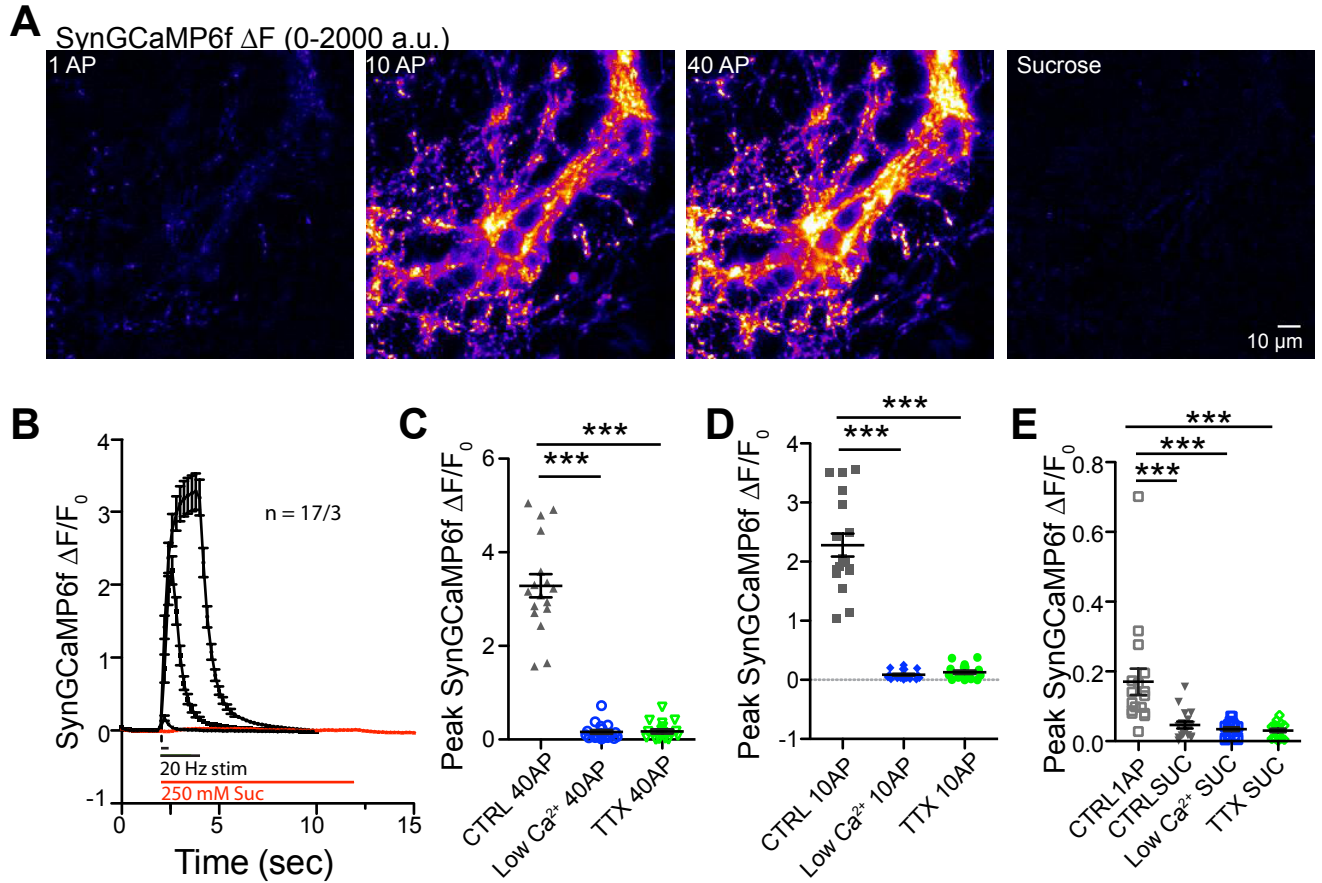 A
SynGCaMP6f ΔF (0-2000 a.u.)
1 AP
10 AP
40 AP
Sucrose
10 µm
B
SynGCaMP6f ΔF/F0
4
3
2
1
0
-1
n = 17/3
20 Hz stim
250 mM Suc
0
5
10
15
Time (sec)
C
Peak SynGCaMP6f ΔF/F0
6
4
2
0
***
***
CTRL 40AP
Low Ca²⁺ 40AP
TTX 40AP
D
Peak SynGCaMP6f ΔF/F0
4
3
2
1
0
-1
***
***
CTRL 10AP
Low Ca²⁺ 10AP
TTX 10AP
E
Peak SynGCaMP6f ΔF/F0
0.8
0.6
0.4
0.2
0.0
***
***
***
CTRL1AP
CTRL SUC
Low Ca²⁺ SUC
TTX SUC